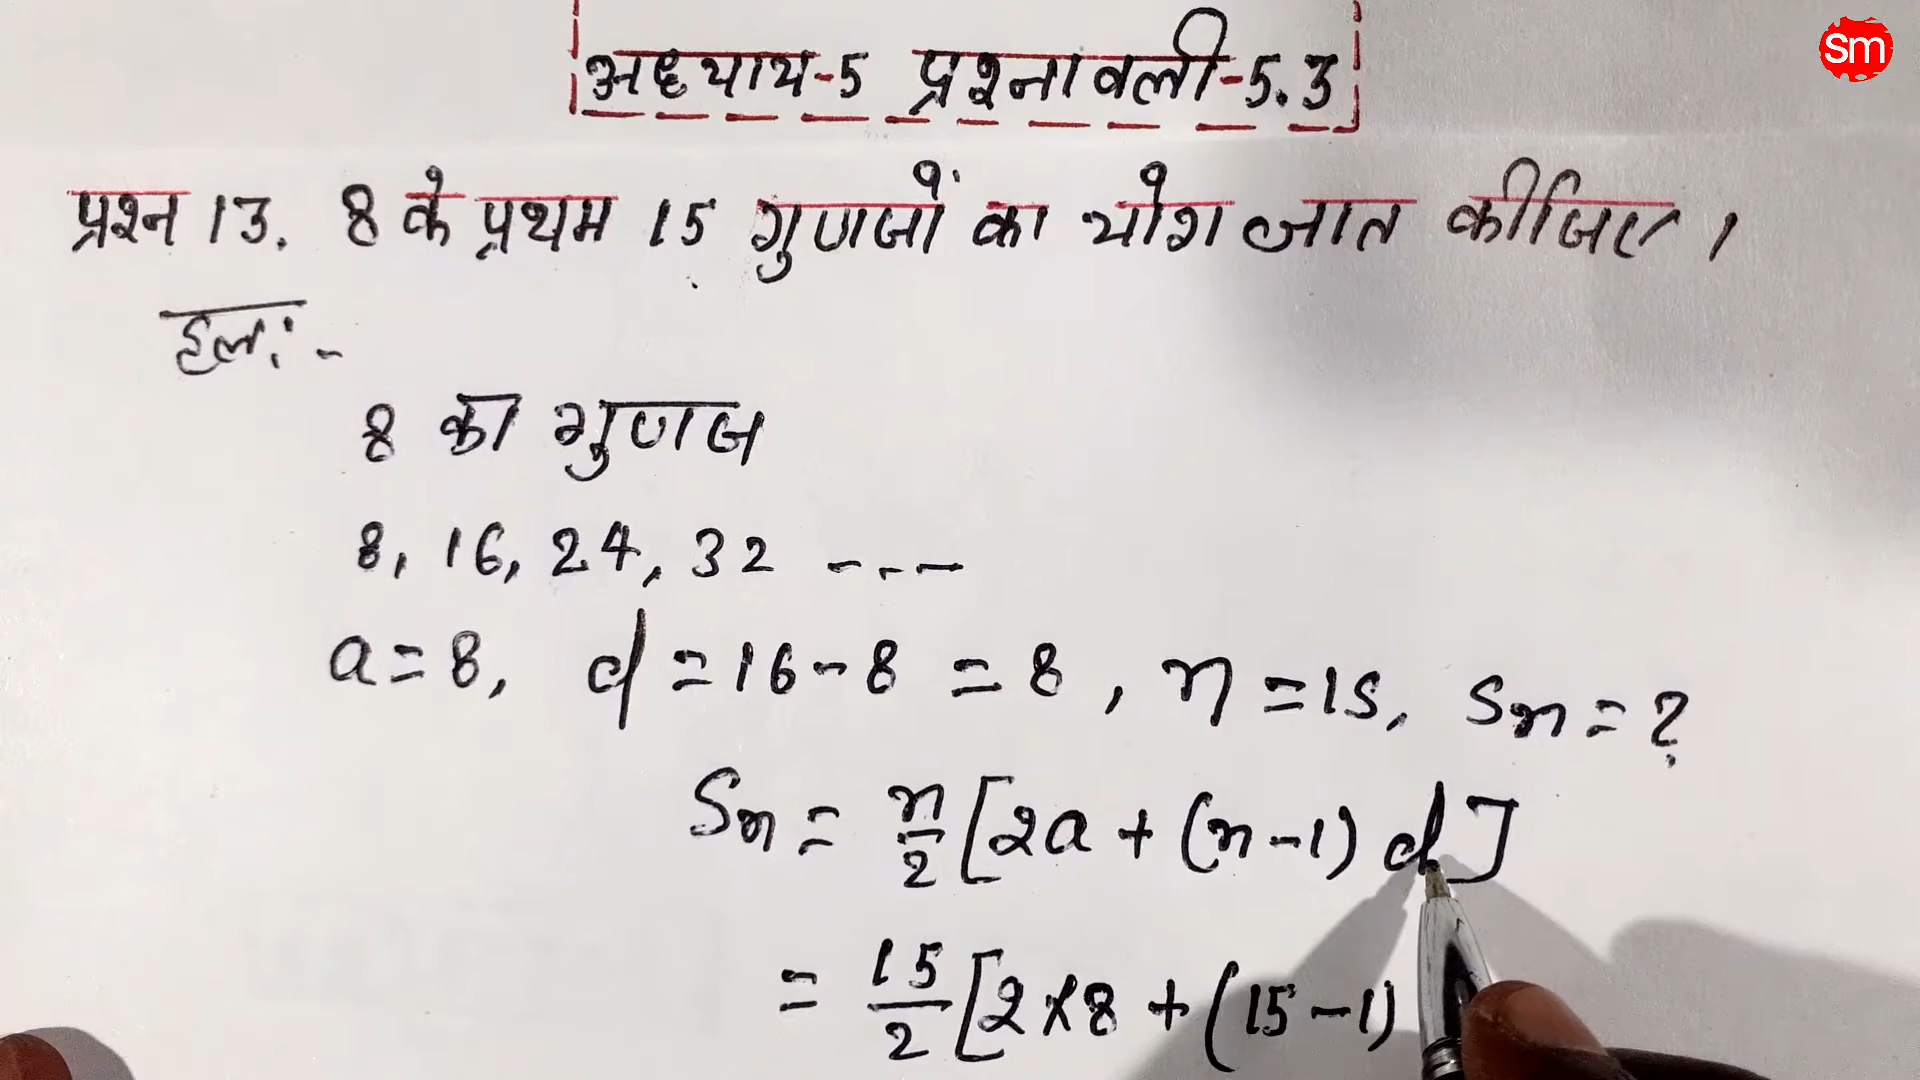 Sm
अध्याय-5 प्रश्नावली-5.3
प्रश्न 13. 8 के प्रथम 15 गुणजों का योग ज्ञात कीजिए।
हल:-
8 का गुणज
8, 16, 24, 32 ----
a=8, d=16-8=8, n=15, Sn=?
Sn = n/2 [2a+(n-1)d]
= 15/2 [2×8+(15-1)